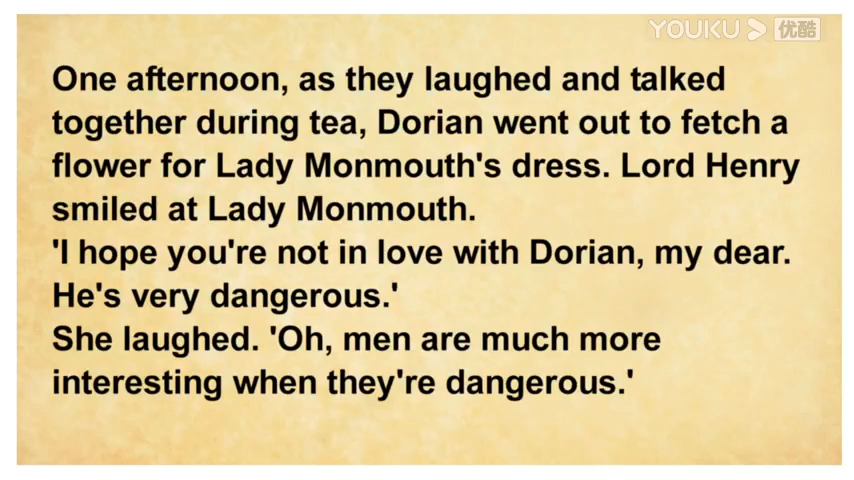 YOUKU 优酷
One afternoon, as they laughed and talked
together during tea, Dorian went out to fetch a
flower for Lady Monmouth's dress. Lord Henry
smiled at Lady Monmouth.
'I hope you're not in love with Dorian, my dear.
He's very dangerous.'
She laughed. 'Oh, men are much more
interesting when they're dangerous.'